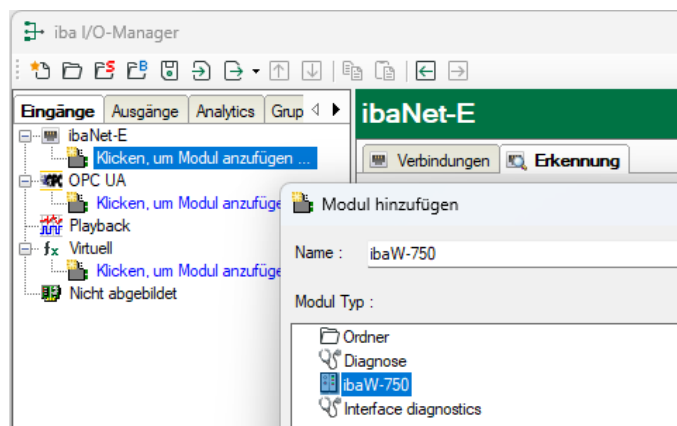 iba I/O-Manager
Eingänge Ausgänge Analytics Grup
ibaNet-E
ibaNet-E
Klicken, um Modul anzufügen ...
OPC UA
Klicken, um Modul anzufüge
Playback
Virtuell
Klicken, um Modul anzufüge
Nicht abgebildet
Verbindungen Erkennung
Modul hinzufügen
Name : ibaW-750
Modul Typ :
Ordner
Diagnose
ibaW-750
Interface diagnostics